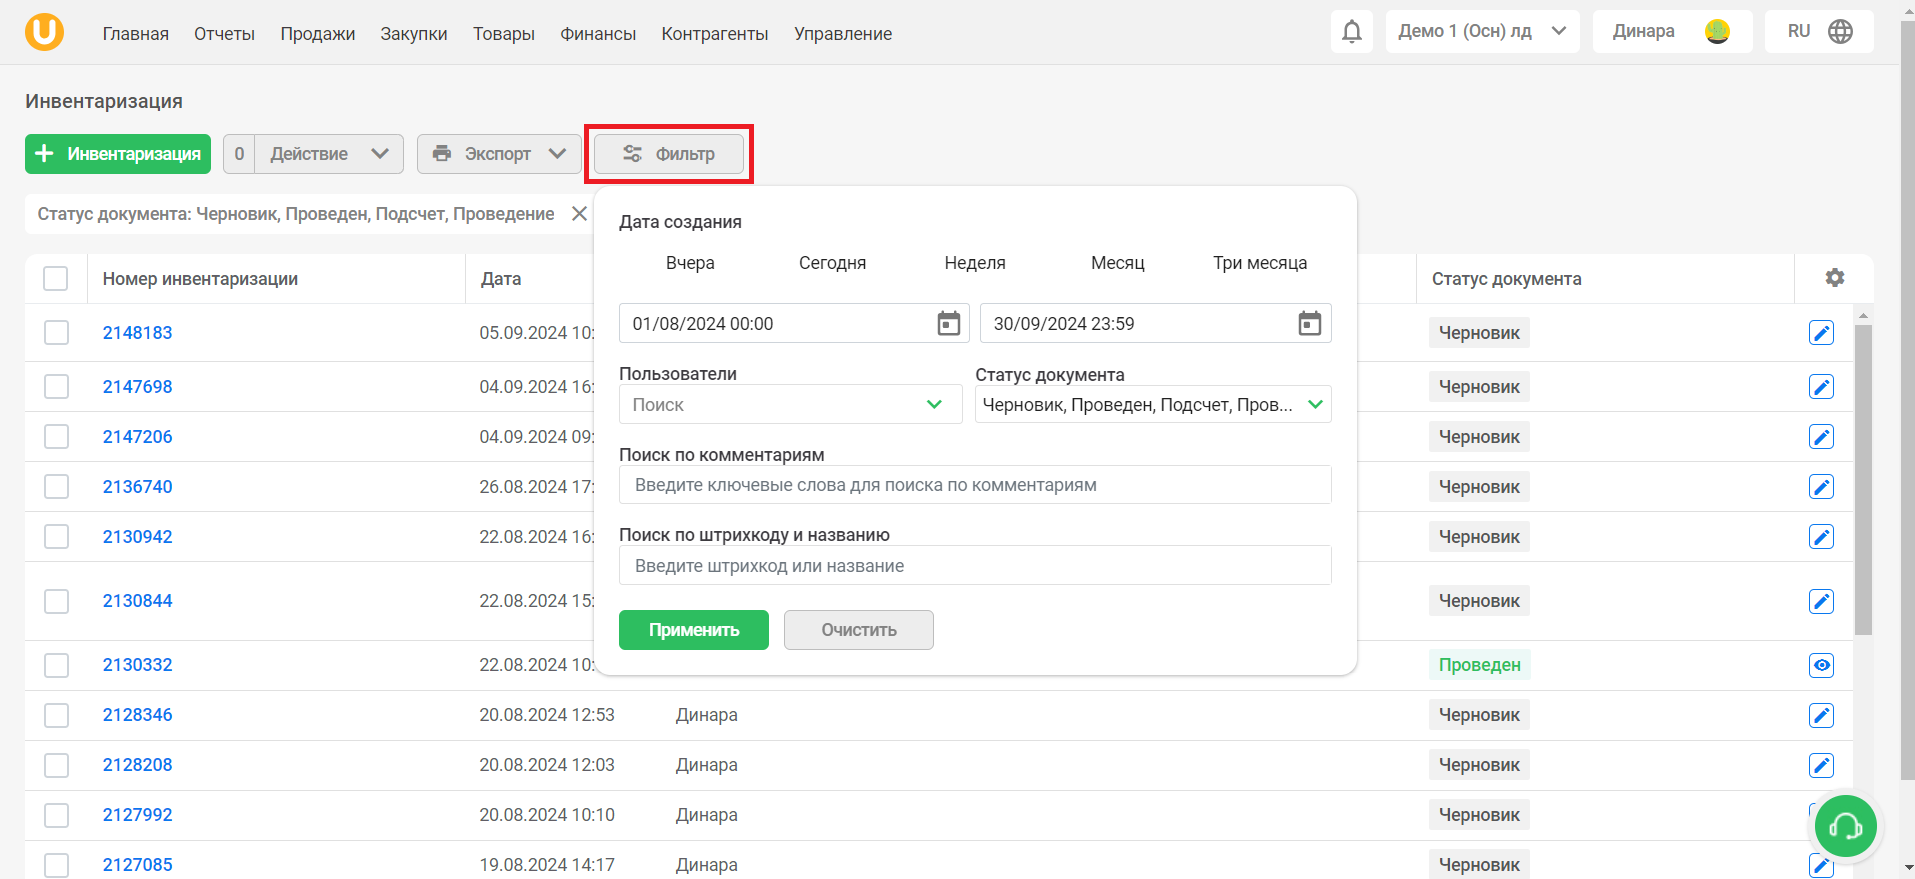 U Главная Отчеты Продажи Закупки Товары Финансы Контрагенты Управление Демо 1 (Осн) лд Динара RU
Инвентаризация
Инвентаризация 0 Действие Экспорт Фильтр
Статус документа: Черновик, Проведен, Подсчет, Проведение
Дата создания
Вчера Сегодня Неделя Месяц Три месяца
01/08/2024 00:00 30/09/2024 23:59
Пользователи Статус документа
Поиск Черновик, Проведен, Подсчет, Пров...
Поиск по комментариям
Введите ключевые слова для поиска по комментариям
Поиск по штрихкоду и названию
Введите штрихкод или название
Применить Очистить
Номер инвентаризации Дата Статус документа
2148183 05.09.2024 10: Черновик
2147698 04.09.2024 16: Черновик
2147206 04.09.2024 09: Черновик
2136740 26.08.2024 17: Черновик
2130942 22.08.2024 16: Черновик
2130844 22.08.2024 15: Черновик
2130332 22.08.2024 10: Проведен
2128346 20.08.2024 12:53 Динара Черновик
2128208 20.08.2024 12:03 Динара Черновик
2127992 20.08.2024 10:10 Динара Черновик
2127085 19.08.2024 14:17 Динара Черновик